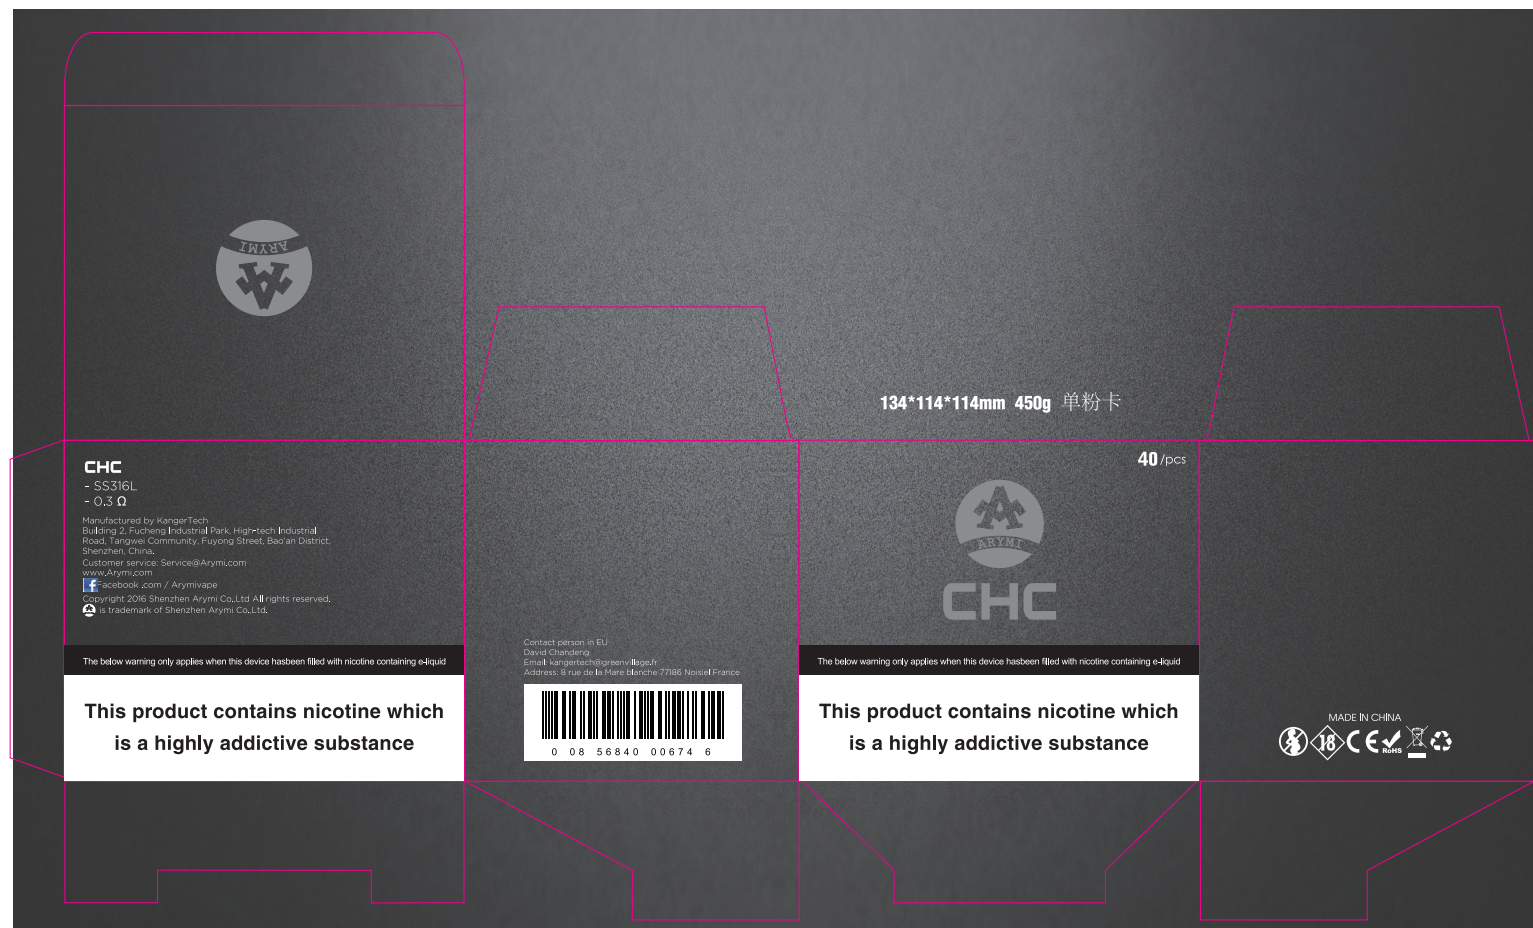 ARYMI
134*114*114mm 450g 单粉卡
CHC
- SS316L
- 0.3 Ω
Manufactured by KangerTech
Building 2, Fucheng Industrial Park, High-tech Industrial
Road, Tangwei Community, Fuyong Street, Bao'an District,
Shenzhen, China.
Customer service: Service@Arymi.com
www.Arymi.com
Facebook .com / Arymivape
Copyright 2016 Shenzhen Arymi Co.,Ltd All rights reserved.
is trademark of Shenzhen Arymi Co.,Ltd.
The below warning only applies when this device hasbeen filled with nicotine containing e-liquid
This product contains nicotine which
is a highly addictive substance
Contact person in EU
David Chandeng
Email: kangertech@greenvillage.fr
Address: 8 rue de la Mare blanche 77186 Noisiel France
0 08 56840 00674 6
40/pcs
ARYMI
CHC
The below warning only applies when this device hasbeen filled with nicotine containing e-liquid
This product contains nicotine which
is a highly addictive substance
MADE IN CHINA
18 CE RoHS